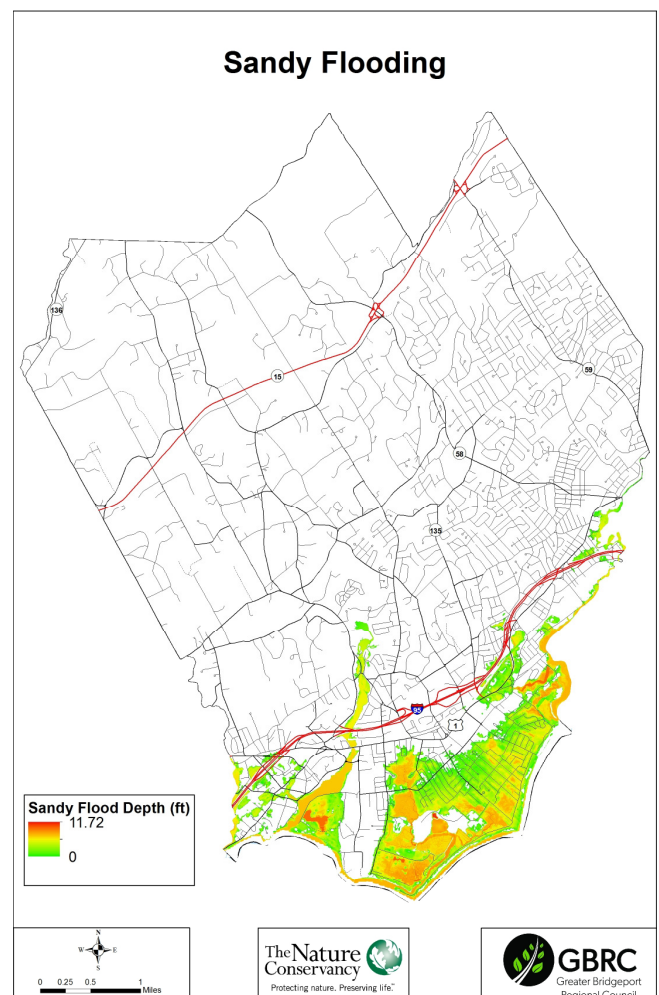 Sandy Flooding
136
15
59
58
135
95
1
Sandy Flood Depth (ft)
11.72
0
N
W E
S
0 0.25 0.5 1
Miles
The Nature
Conservancy
Protecting nature. Preserving life.™
GBRC
Greater Bridgeport
Regional Council